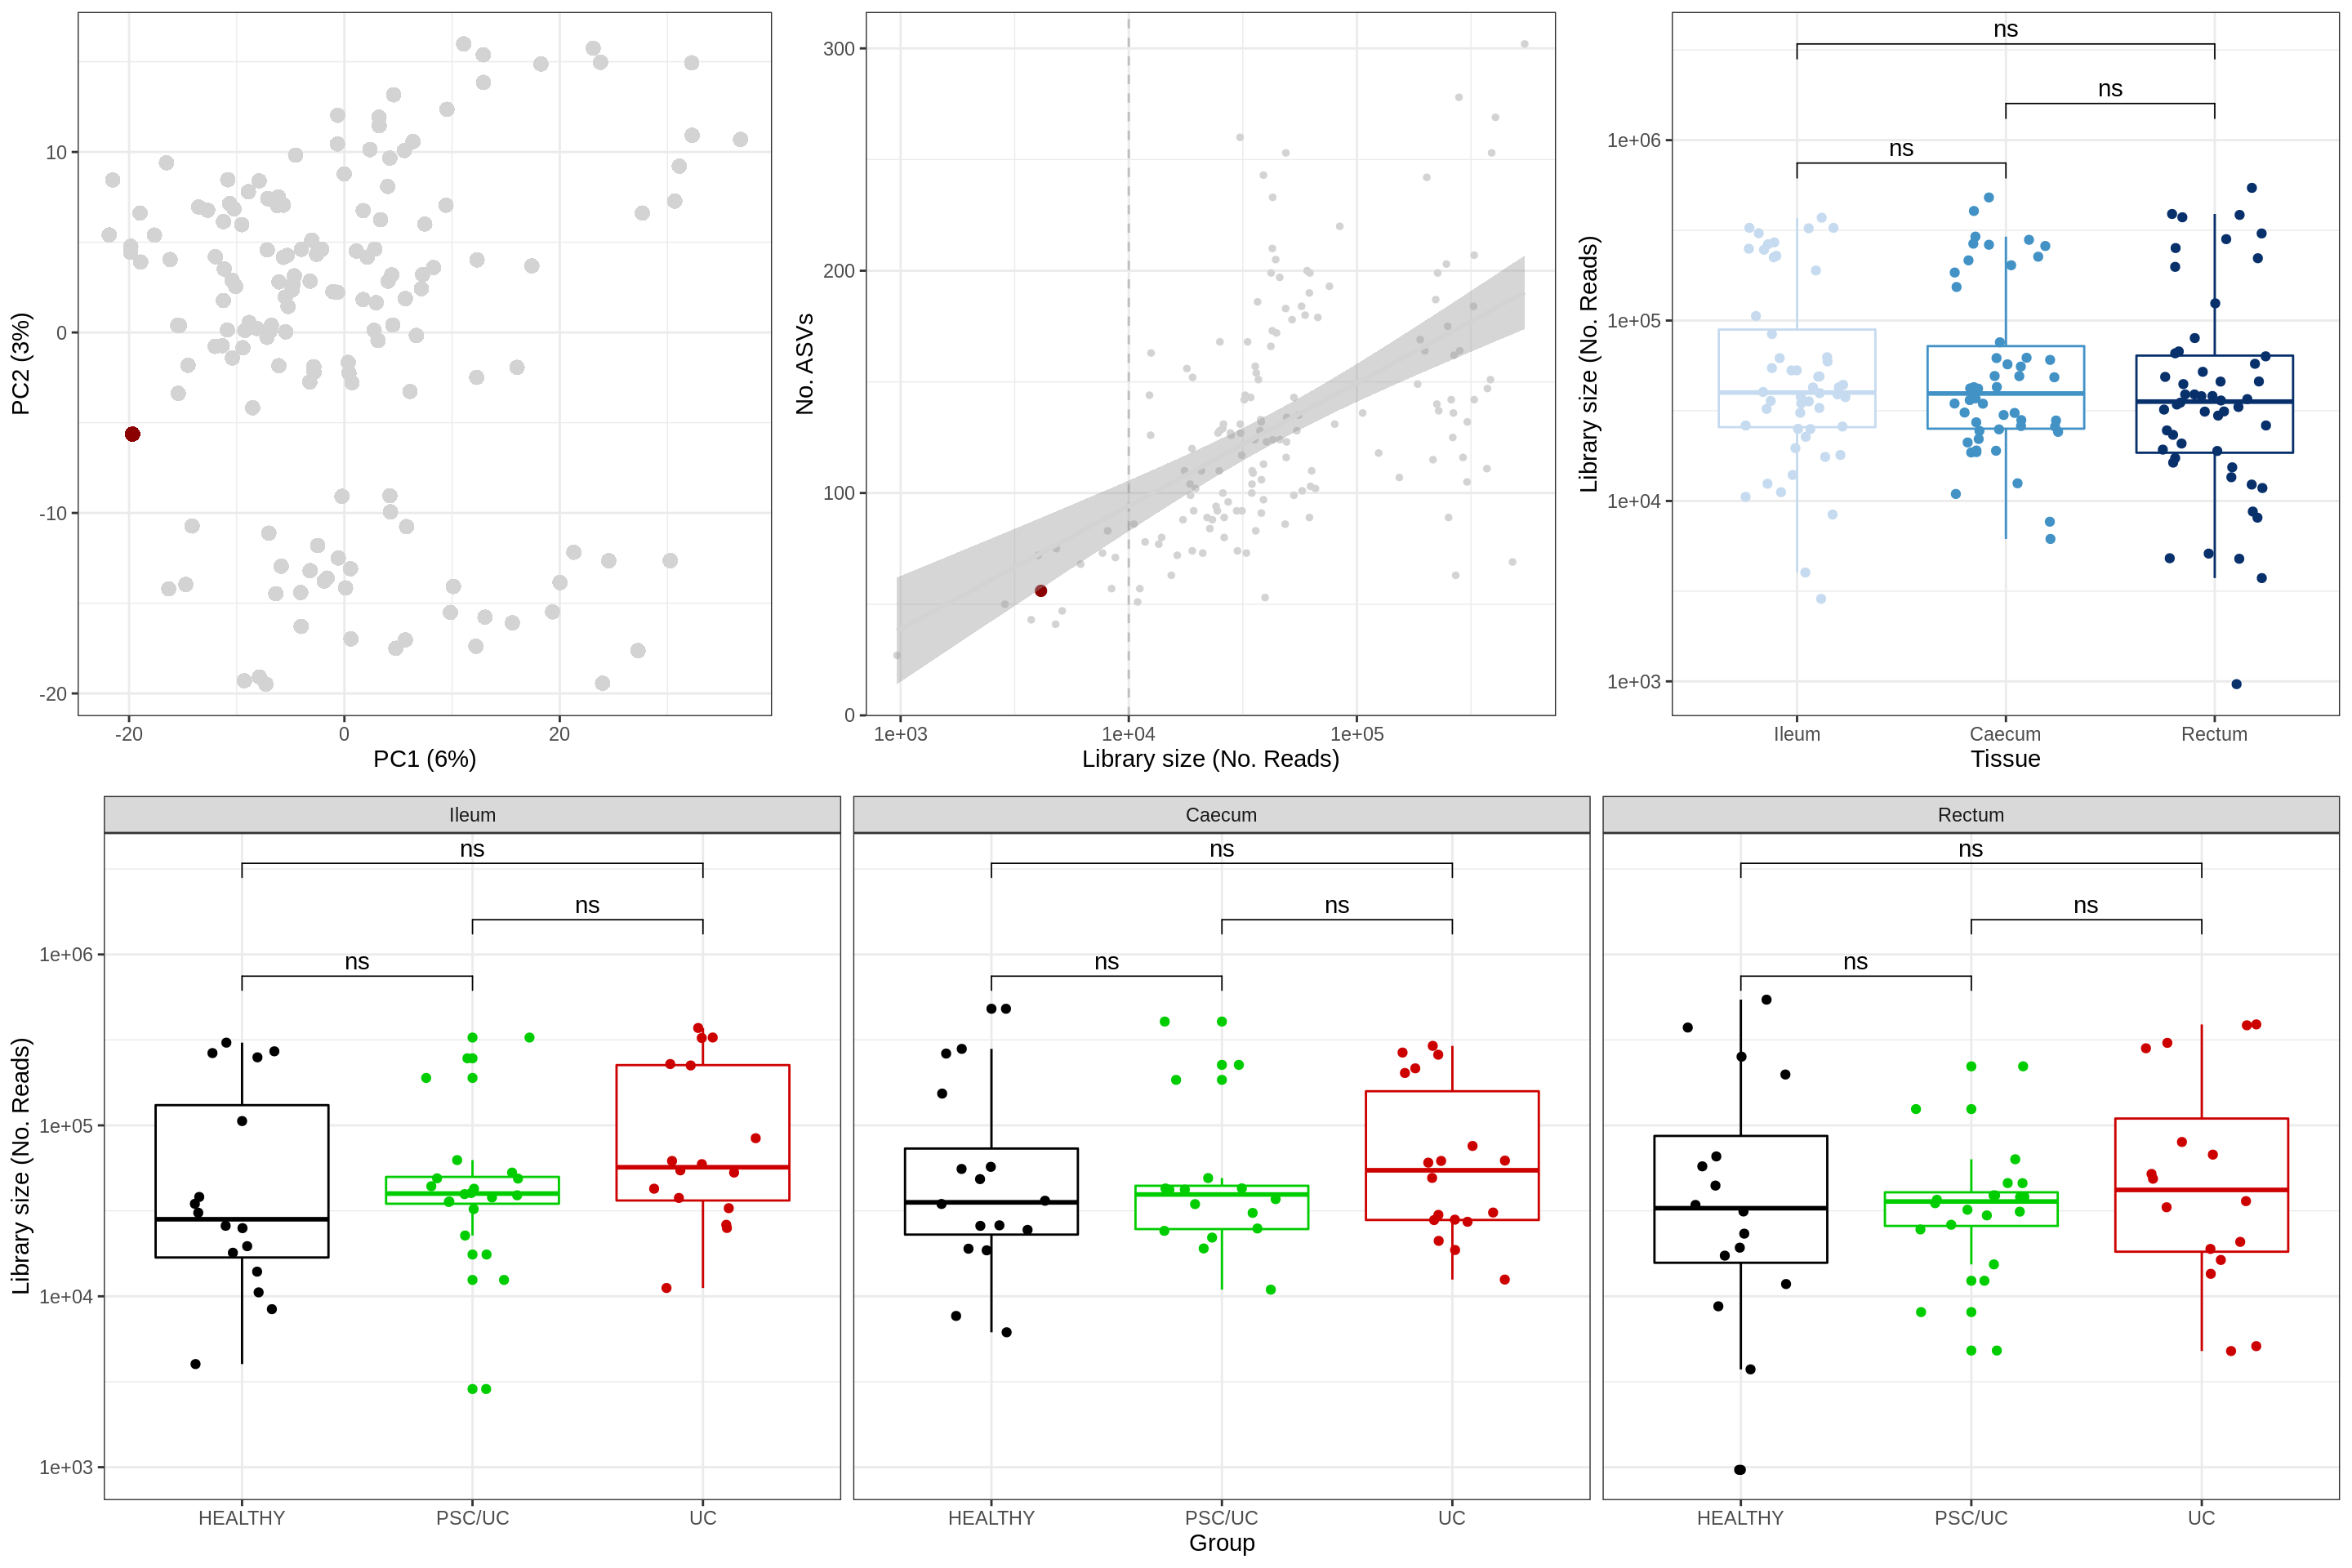 PC2 (3%)
10
0
-10
-20
-20 0 20
PC1 (6%)
No. ASVs
300
200
100
0
1e+03 1e+04 1e+05
Library size (No. Reads)
Library size (No. Reads)
ns
ns
ns
1e+06
1e+05
1e+04
1e+03
Ileum Caecum Rectum
Tissue
Ileum Caecum Rectum
ns ns ns
ns ns ns
ns ns ns
Library size (No. Reads)
1e+06
1e+05
1e+04
1e+03
HEALTHY PSC/UC UC HEALTHY PSC/UC UC HEALTHY PSC/UC UC
Group